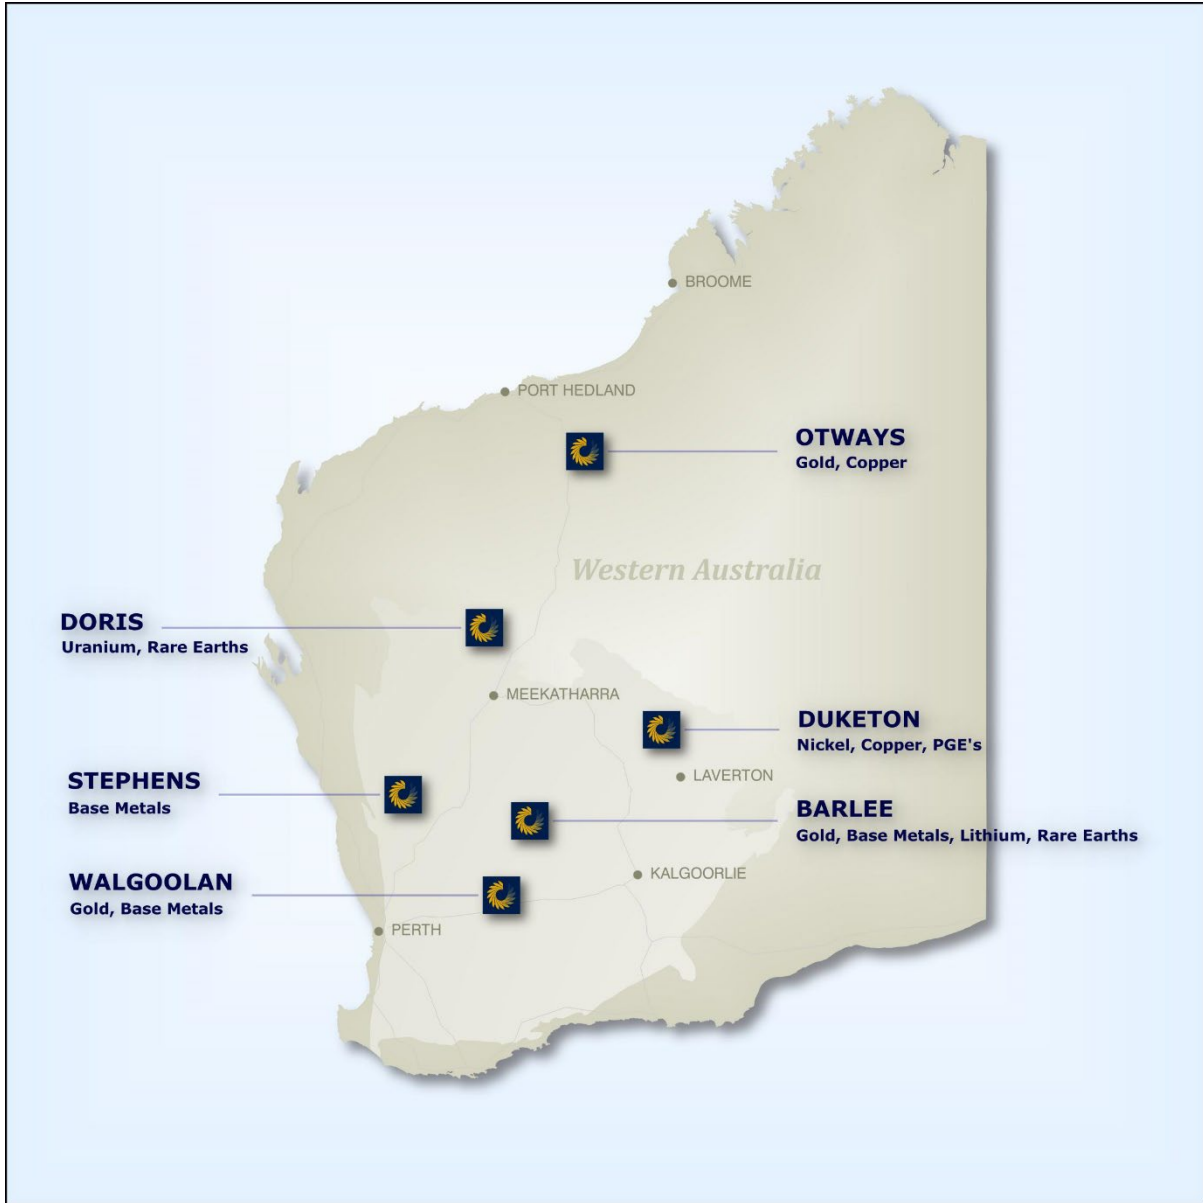 BROOME
PORT HEDLAND
OTWAYS
Gold, Copper
Western Australia
DORIS
Uranium, Rare Earths
MEEKATHARRA
DUKETON
Nickel, Copper, PGE's
STEPHENS
Base Metals
LAVERTON
BARLEE
Gold, Base Metals, Lithium, Rare Earths
WALGOOLAN
Gold, Base Metals
KALGOORLIE
PERTH